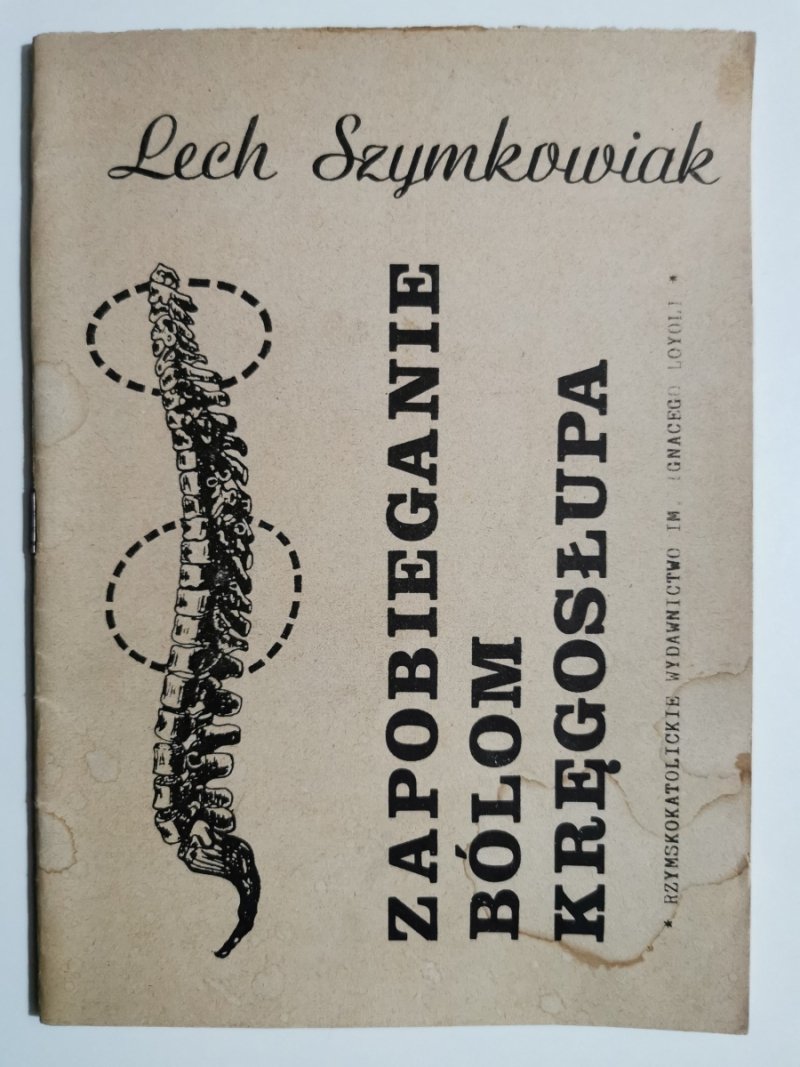 Lech Szymkowiak
ZAPOBIEGANIE
BÓLOM
KRĘGOSŁUPA
* RZYMSKOKATOLICKIE WYDAWNICTWO IM. IGNACEGO LOYOLI *